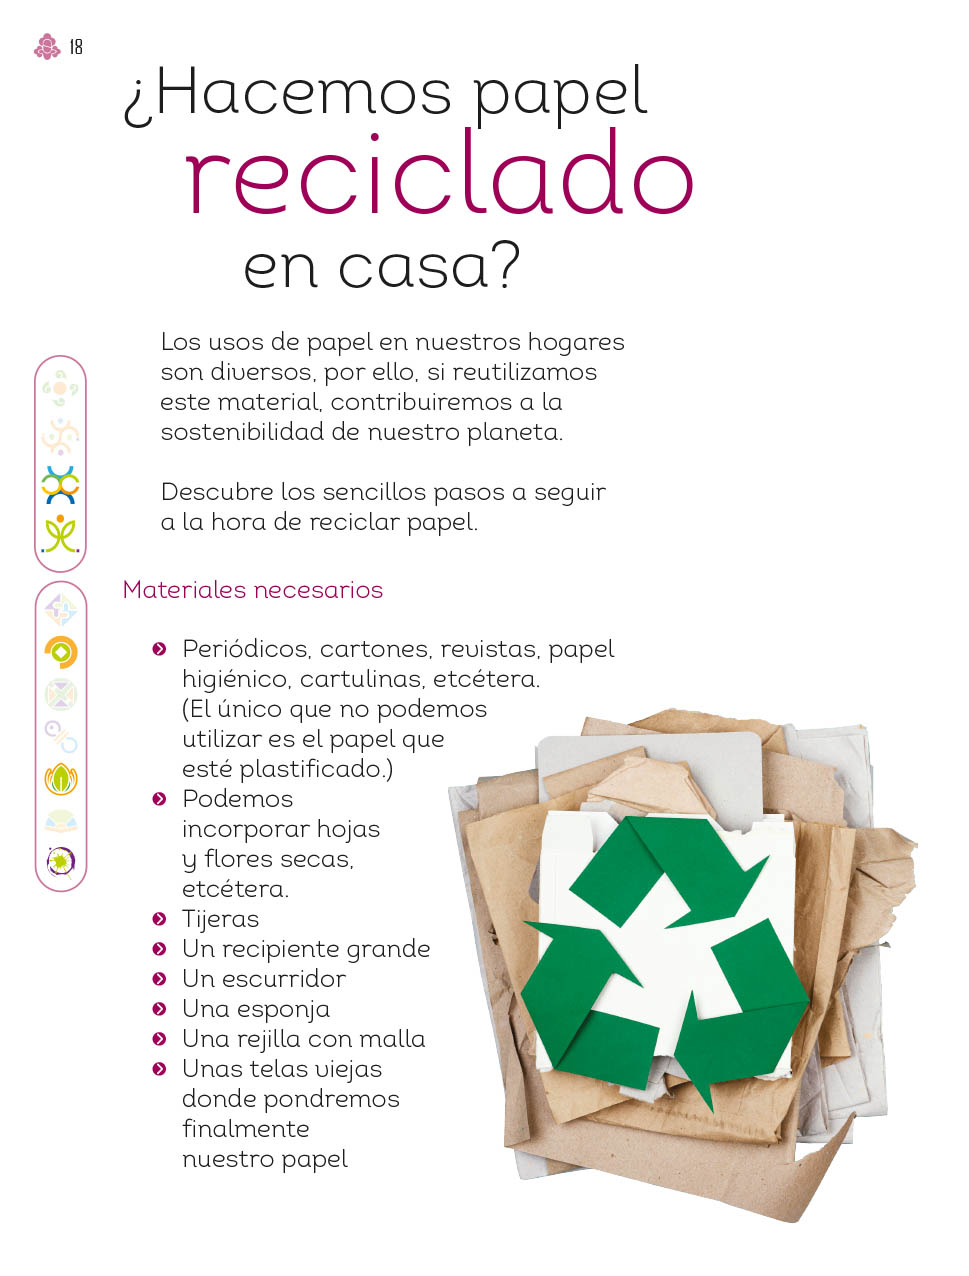 18
¿Hacemos papel
reciclado
en casa?
Los usos de papel en nuestros hogares
son diversos, por ello, si reutilizamos
este material, contribuiremos a la
sostenibilidad de nuestro planeta.
Descubre los sencillos pasos a seguir
a la hora de reciclar papel.
Materiales necesarios
Periódicos, cartones, revistas, papel
higiénico, cartulinas, etcétera.
(El único que no podemos
utilizar es el papel que
esté plastificado.)
Podemos
incorporar hojas
y flores secas,
etcétera.
Tijeras
Un recipiente grande
Un escurridor
Una esponja
Una rejilla con malla
Unas telas viejas
donde pondremos
finalmente
nuestro papel